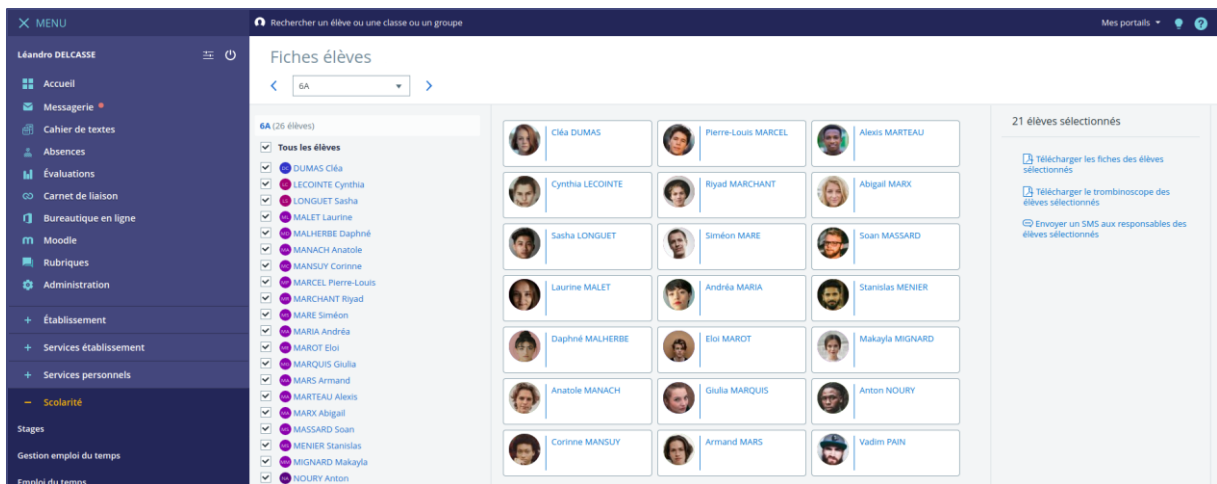 MENU
Rechercher un élève ou une classe ou un groupe
Mes portails
Léandro DELCASSE
Accueil
Messagerie
Cahier de textes
Absences
Évaluations
Carnet de liaison
Bureautique en ligne
Moodle
Rubriques
Administration
+ Établissement
+ Services établissement
+ Services personnels
− Scolarité
Stages
Gestion emploi du temps
Emploi du temps
Fiches élèves
6A
6A (26 élèves)
Tous les élèves
DUMAS Cléa
LECOINTE Cynthia
LONGUET Sasha
MALET Laurine
MALHERBE Daphné
MANACH Anatole
MANSUY Corinne
MARCEL Pierre-Louis
MARCHANT Riyad
MARE Siméon
MARIA Andréa
MAROT Eloi
MARQUIS Giulia
MARS Armand
MARTEAU Alexis
MARX Abigail
MASSARD Soan
MENIER Stanislas
MIGNARD Makayla
NOURY Anton
Cléa DUMAS
Pierre-Louis MARCEL
Alexis MARTEAU
Cynthia LECOINTE
Riyad MARCHANT
Abigail MARX
Sasha LONGUET
Siméon MARE
Soan MASSARD
Laurine MALET
Andréa MARIA
Stanislas MENIER
Daphné MALHERBE
Eloi MAROT
Makayla MIGNARD
Anatole MANACH
Giulia MARQUIS
Anton NOURY
Corinne MANSUY
Armand MARS
Vadim PAIN
21 élèves sélectionnés
Télécharger les fiches des élèves
sélectionnés
Télécharger le trombinoscope des
élèves sélectionnés
Envoyer un SMS aux responsables des
élèves sélectionnés